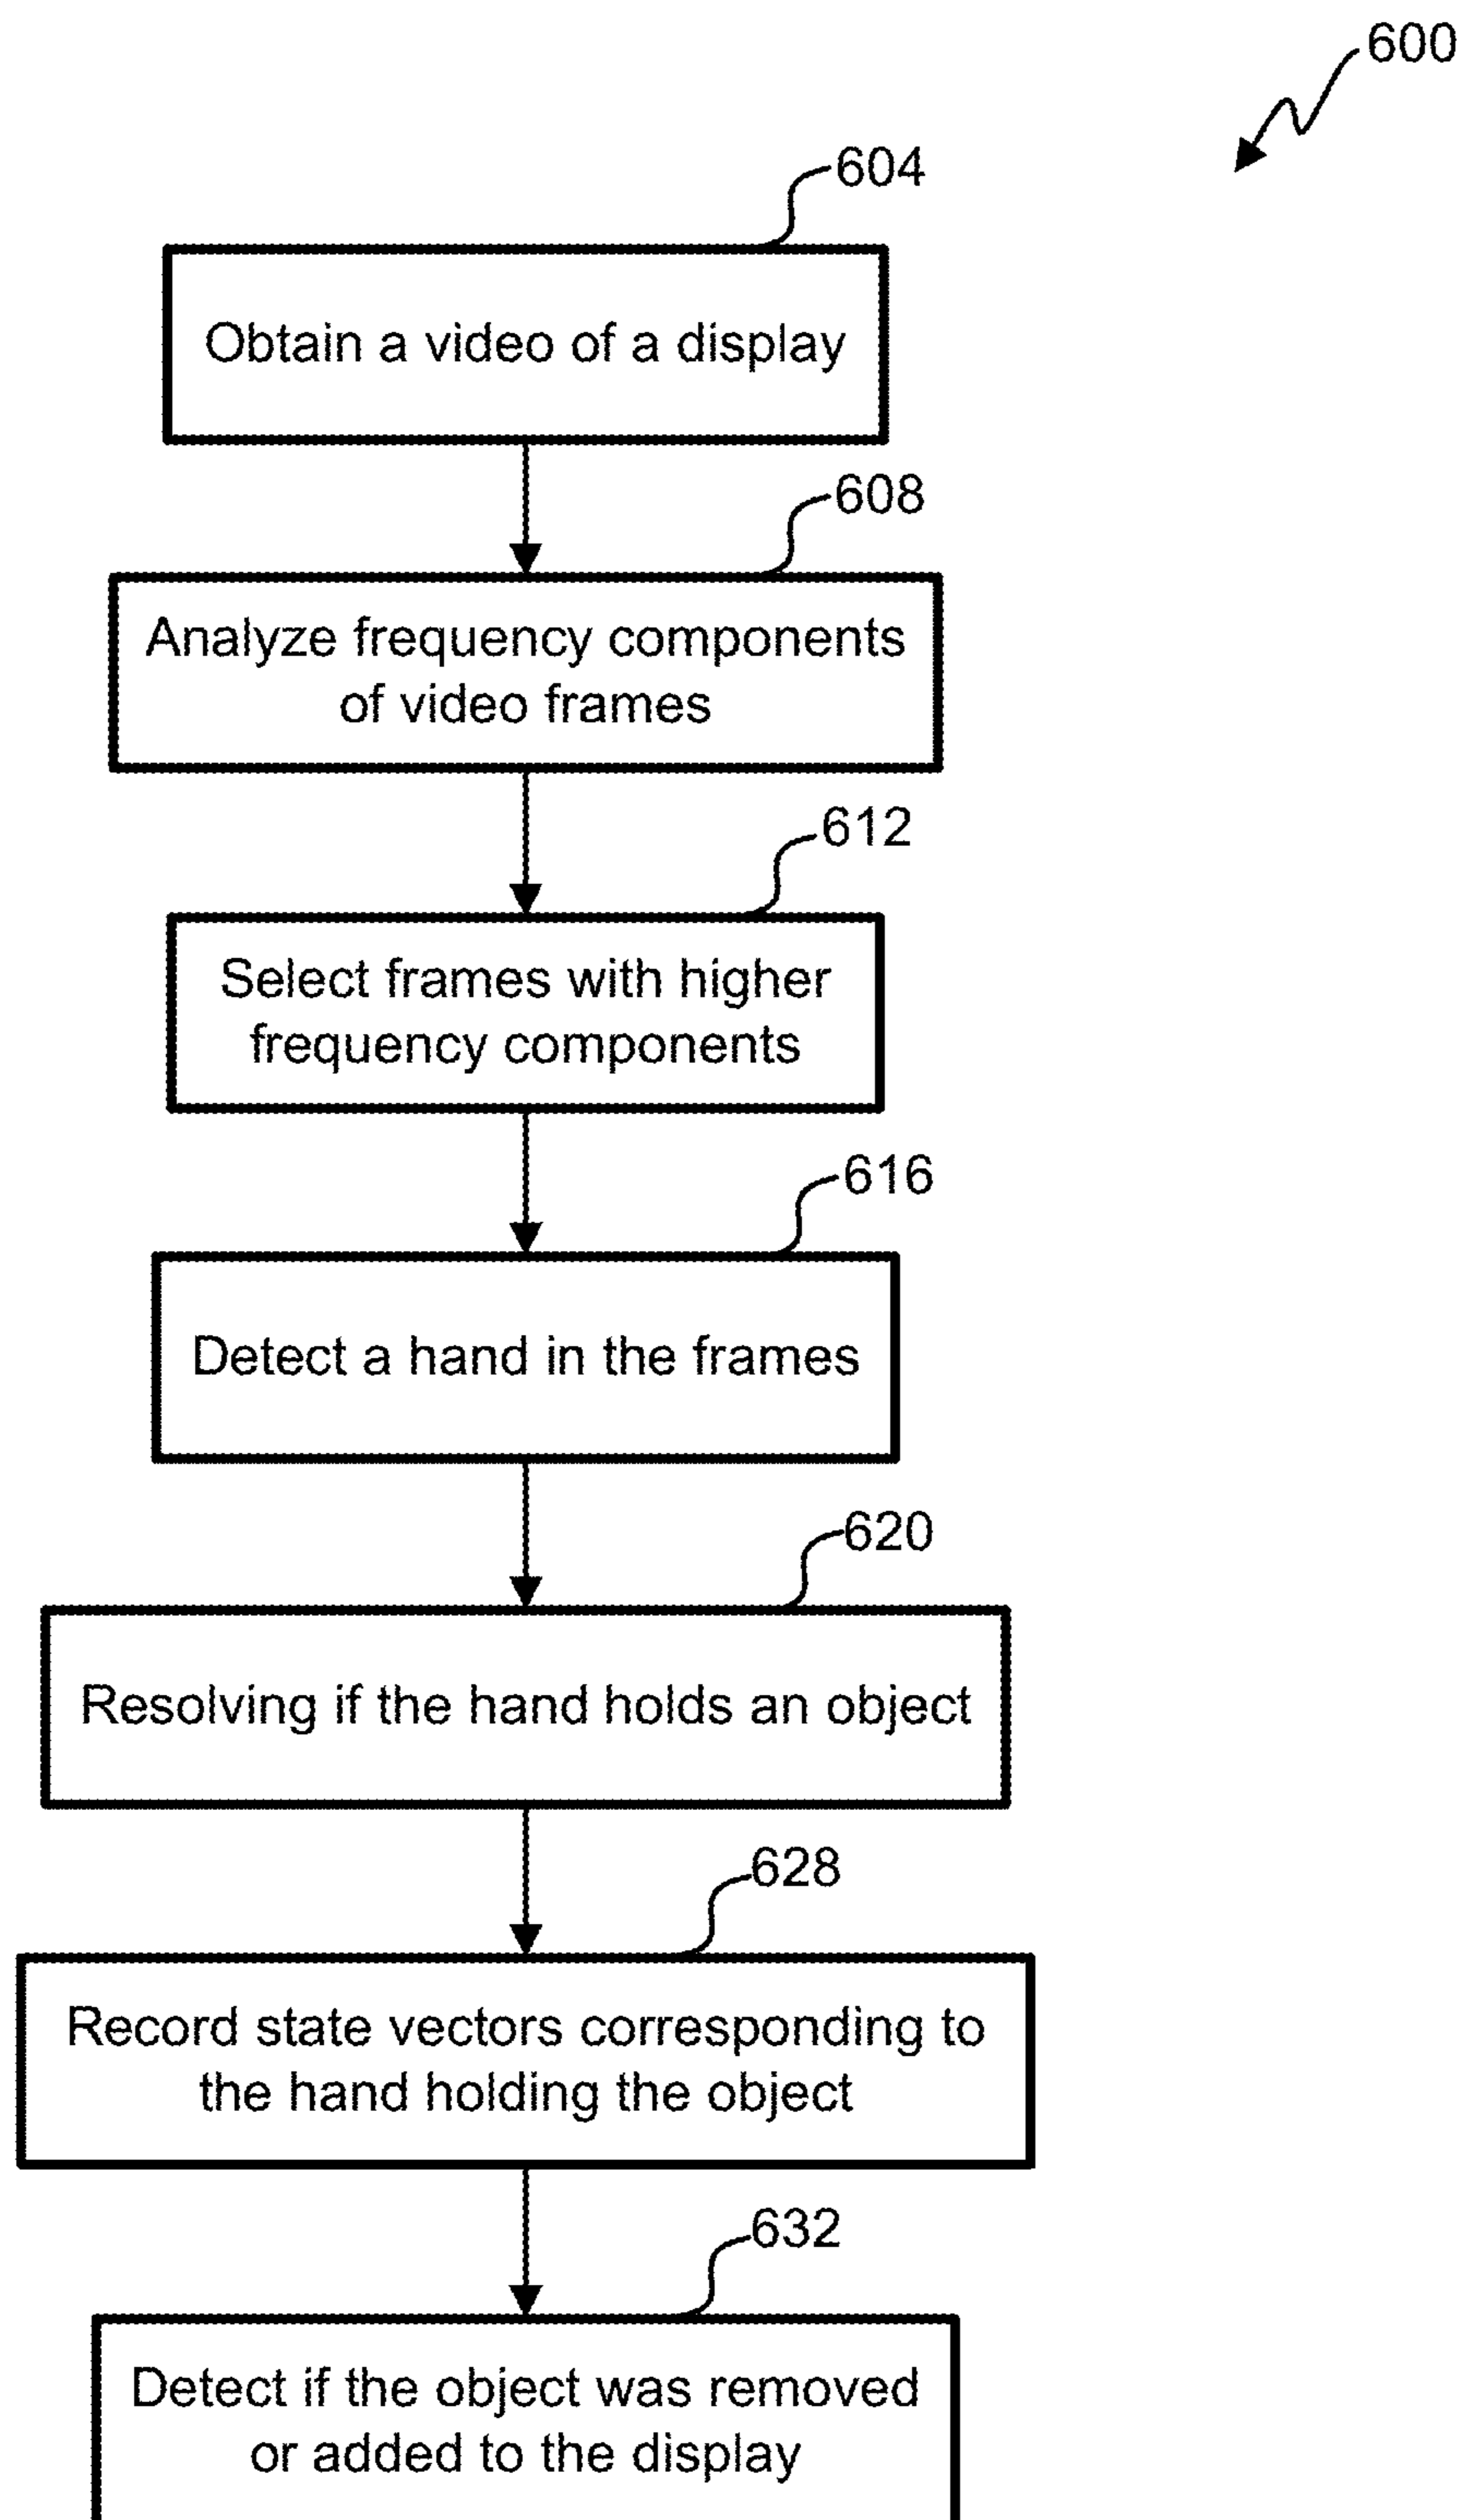 600
604
Obtain a video of a display
608
Analyze frequency components
of video frames
612
Select frames with higher
frequency components
616
Detect a hand in the frames
620
Resolving if the hand holds an object
628
Record state vectors corresponding to
the hand holding the object
632
Detect if the object was removed
or added to the display